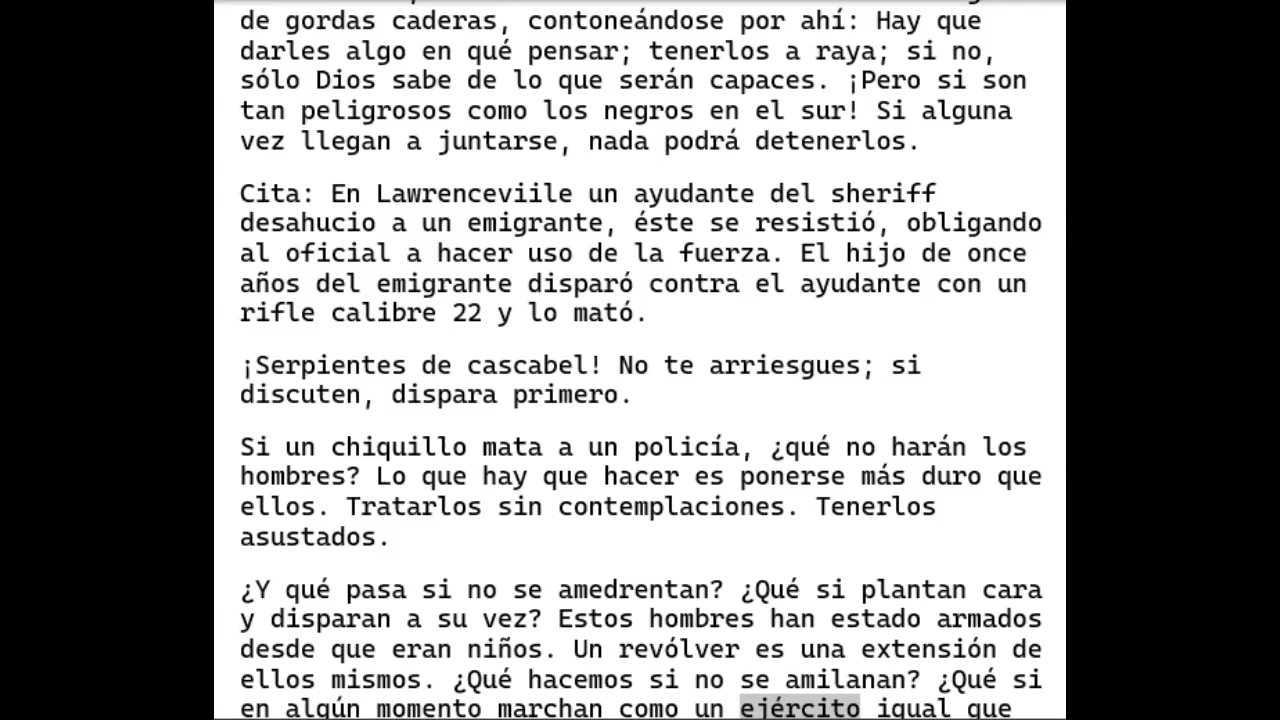 de gordas caderas, contoneándose por ahí: Hay que
darles algo en qué pensar; tenerlos a raya; si no,
sólo Dios sabe de lo que serán capaces. ¡Pero si son
tan peligrosos como los negros en el sur! Si alguna
vez llegan a juntarse, nada podrá detenerlos.
Cita: En Lawrenceviile un ayudante del sheriff
desahucio a un emigrante, éste se resistió, obligando
al oficial a hacer uso de la fuerza. El hijo de once
años del emigrante disparó contra el ayudante con un
rifle calibre 22 y lo mató.
¡Serpientes de cascabel! No te arriesgues; si
discuten, dispara primero.
Si un chiquillo mata a un policía, ¿qué no harán los
hombres? Lo que hay que hacer es ponerse más duro que
ellos. Tratarlos sin contemplaciones. Tenerlos
asustados.
¿Y qué pasa si no se amedrentan? ¿Qué si plantan cara
y disparan a su vez? Estos hombres han estado armados
desde que eran niños. Un revólver es una extensión de
ellos mismos. ¿Qué hacemos si no se amilanan? ¿Qué si
en algún momento marchan como un ejército igual que